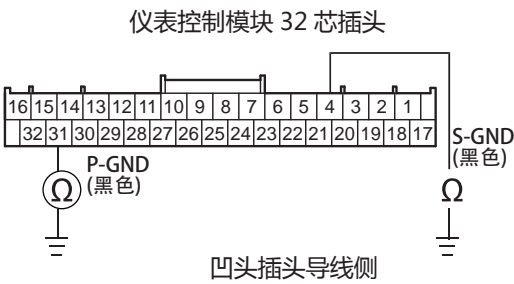 仪表控制模块 32 芯插头
16 15 14 13 12 11 10 9 8 7 6 5 4 3 2 1
32 31 30 29 28 27 26 25 24 23 22 21 20 19 18 17
P-GND
(黑色)
Ω
S-GND
(黑色)
Ω
凹头插头导线侧